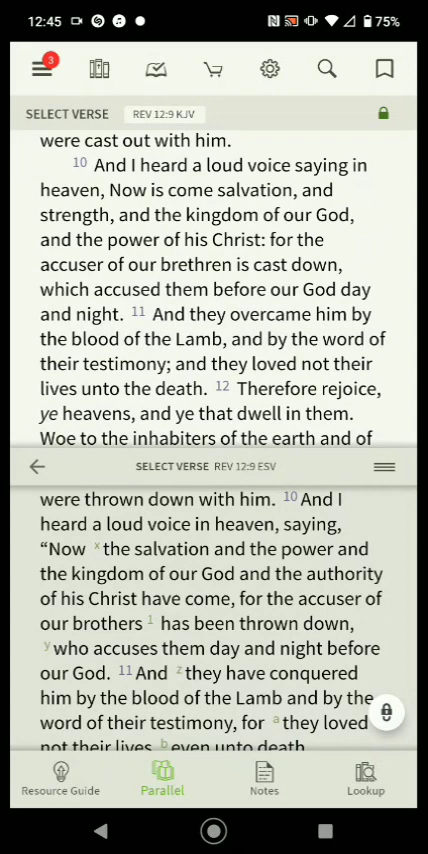 12:45
75%
3
SELECT VERSE REV 12:9 KJV
were cast out with him.
10 And I heard a loud voice saying in
heaven, Now is come salvation, and
strength, and the kingdom of our God,
and the power of his Christ: for the
accuser of our brethren is cast down,
which accused them before our God day
and night. 11 And they overcame him by
the blood of the Lamb, and by the word of
their testimony; and they loved not their
lives unto the death. 12 Therefore rejoice,
ye heavens, and ye that dwell in them.
Woe to the inhabiters of the earth and of
SELECT VERSE REV 12:9 ESV
were thrown down with him. 10 And I
heard a loud voice in heaven, saying,
“Now x the salvation and the power and
the kingdom of our God and the authority
of his Christ have come, for the accuser of
our brothers 1 has been thrown down,
y who accuses them day and night before
our God. 11 And z they have conquered
him by the blood of the Lamb and by the
word of their testimony, for a they loved
not their lives b even unto death
Resource Guide
Parallel
Notes
Lookup